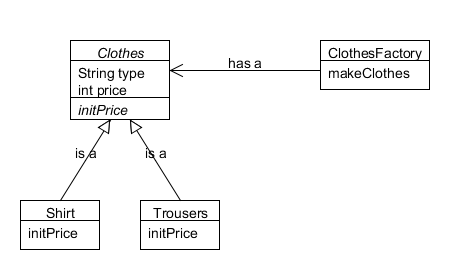 Clothes
String type
int price
initPrice
has a
ClothesFactory
makeClothes
is a
is a
Shirt
initPrice
Trousers
initPrice